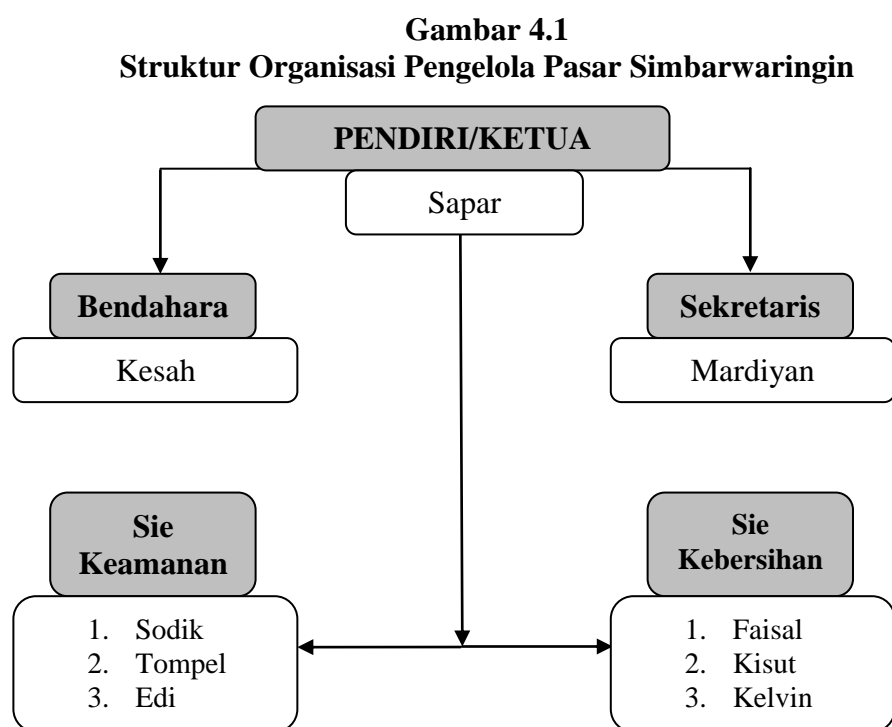 Gambar 4.1
Struktur Organisasi Pengelola Pasar Simbarwaringin
PENDIRI/KETUA
Sapar
Bendahara
Kesah
Sekretaris
Mardiyan
Sie
Keamanan
1. Sodik
2. Tompel
3. Edi
Sie
Kebersihan
1. Faisal
2. Kisut
3. Kelvin